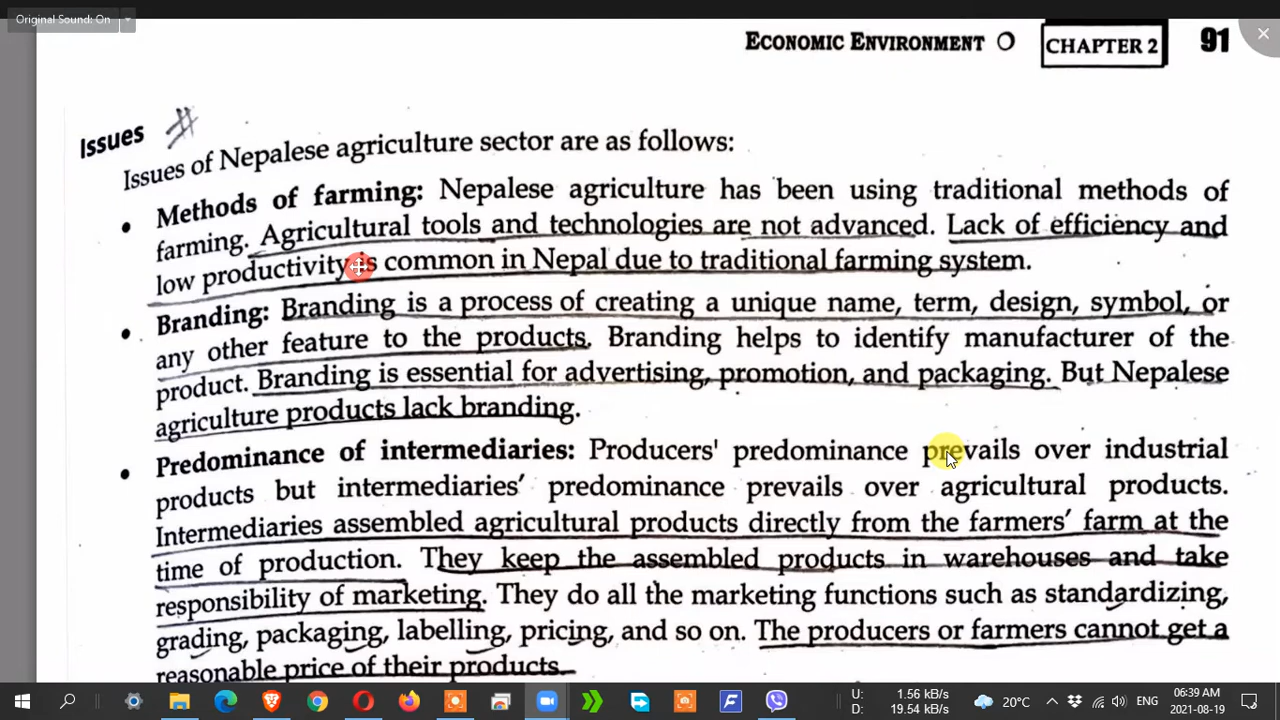 Original Sound: On
ECONOMIC ENVIRONMENT O CHAPTER 2 91
Issues #
Issues of Nepalese agriculture sector are as follows:
• Methods of farming: Nepalese agriculture has been using traditional methods of
farming. Agricultural tools and technologies are not advanced. Lack of efficiency and
low productivity is common in Nepal due to traditional farming system.
• Branding: Branding is a process of creating a unique name, term, design, symbol, or
any other feature to the products. Branding helps to identify manufacturer of the
product. Branding is essential for advertising, promotion, and packaging. But Nepalese
agriculture products lack branding.
• Predominance of intermediaries: Producers' predominance prevails over industrial
products but intermediaries' predominance prevails over agricultural products.
Intermediaries assembled agricultural products directly from the farmers' farm at the
time of production. They keep the assembled products in warehouses and take
responsibility of marketing. They do all the marketing functions such as standardizing,
grading, packaging, labelling, pricing, and so on. The producers or farmers cannot get a
reasonable price of their products.
U: 1.56 kB/s
D: 19.54 kB/s
20°C
ENG
06:39 AM
2021-08-19